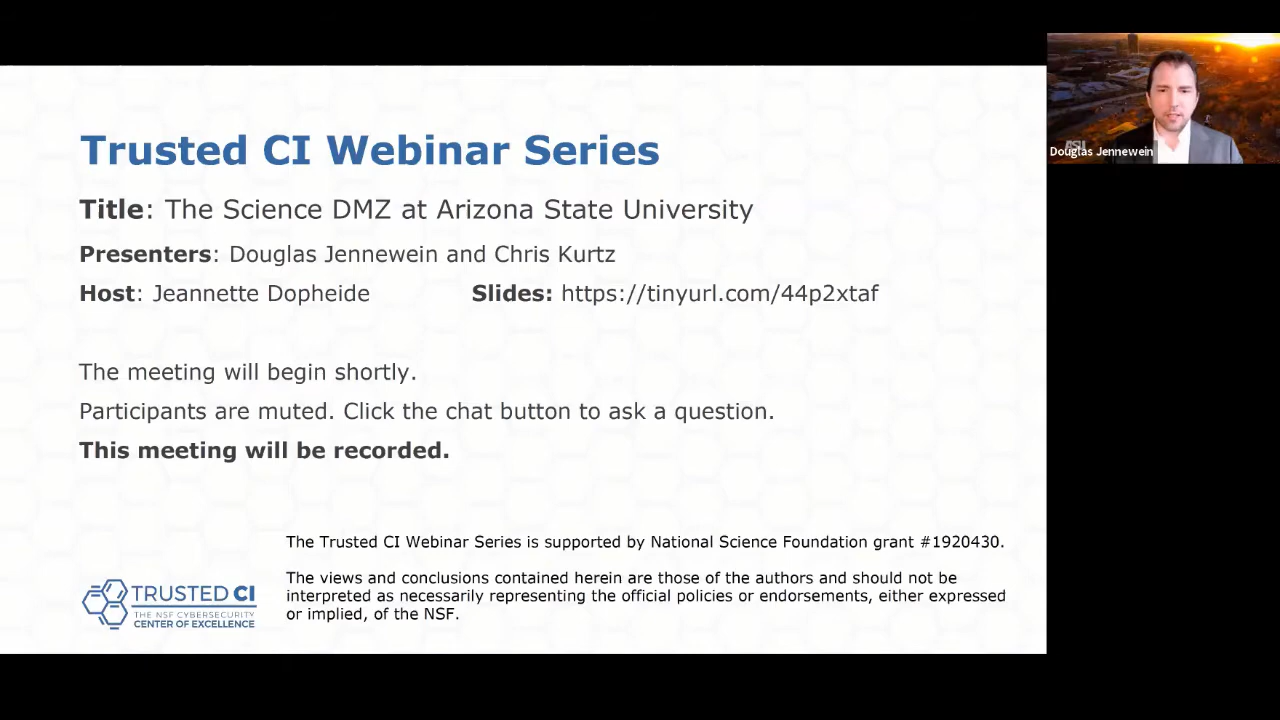 Trusted CI Webinar Series
Title: The Science DMZ at Arizona State University
Presenters: Douglas Jennewein and Chris Kurtz
Host: Jeannette Dopheide Slides: https://tinyurl.com/44p2xtaf
The meeting will begin shortly.
Participants are muted. Click the chat button to ask a question.
This meeting will be recorded.
The Trusted CI Webinar Series is supported by National Science Foundation grant #1920430.
The views and conclusions contained herein are those of the authors and should not be
interpreted as necessarily representing the official policies or endorsements, either expressed
or implied, of the NSF.
TRUSTED CI
THE NSF CYBERSECURITY
CENTER OF EXCELLENCE
ASU
Douglas Jennewein